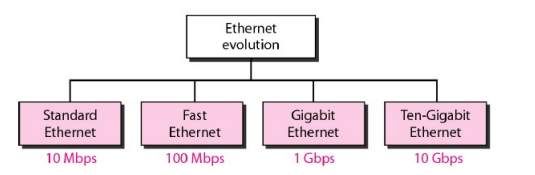 Ethernet
evolution
Standard
Ethernet
Fast
Ethernet
Gigabit
Ethernet
Ten-Gigabit
Ethernet
10 Mbps
100 Mbps
1 Gbps
10 Gbps